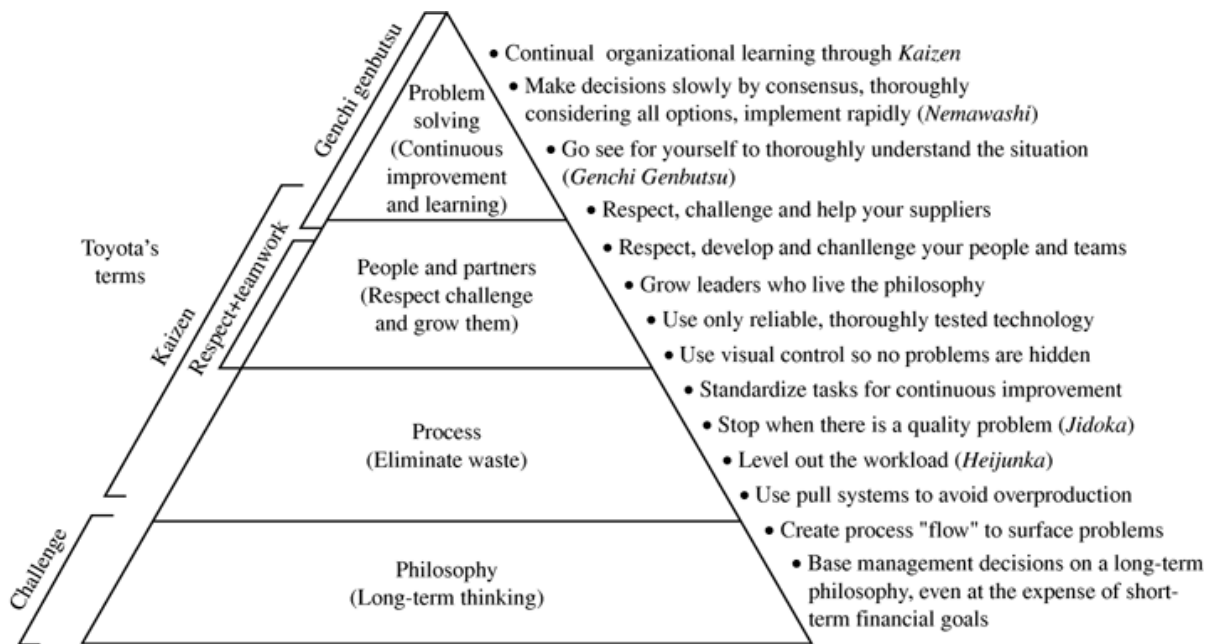 Toyota's
terms
Genchi genbutsu
Kaizen
Respect+teamwork
Challenge
Problem
solving
(Continuous
improvement
and learning)
People and partners
(Respect challenge
and grow them)
Process
(Eliminate waste)
Philosophy
(Long-term thinking)
• Continual organizational learning through Kaizen
• Make decisions slowly by consensus, thoroughly
considering all options, implement rapidly (Nemawashi)
• Go see for yourself to thoroughly understand the situation
(Genchi Genbutsu)
• Respect, challenge and help your suppliers
• Respect, develop and chanllenge your people and teams
• Grow leaders who live the philosophy
• Use only reliable, thoroughly tested technology
• Use visual control so no problems are hidden
• Standardize tasks for continuous improvement
• Stop when there is a quality problem (Jidoka)
• Level out the workload (Heijunka)
• Use pull systems to avoid overproduction
• Create process "flow" to surface problems
• Base management decisions on a long-term
philosophy, even at the expense of short-
term financial goals